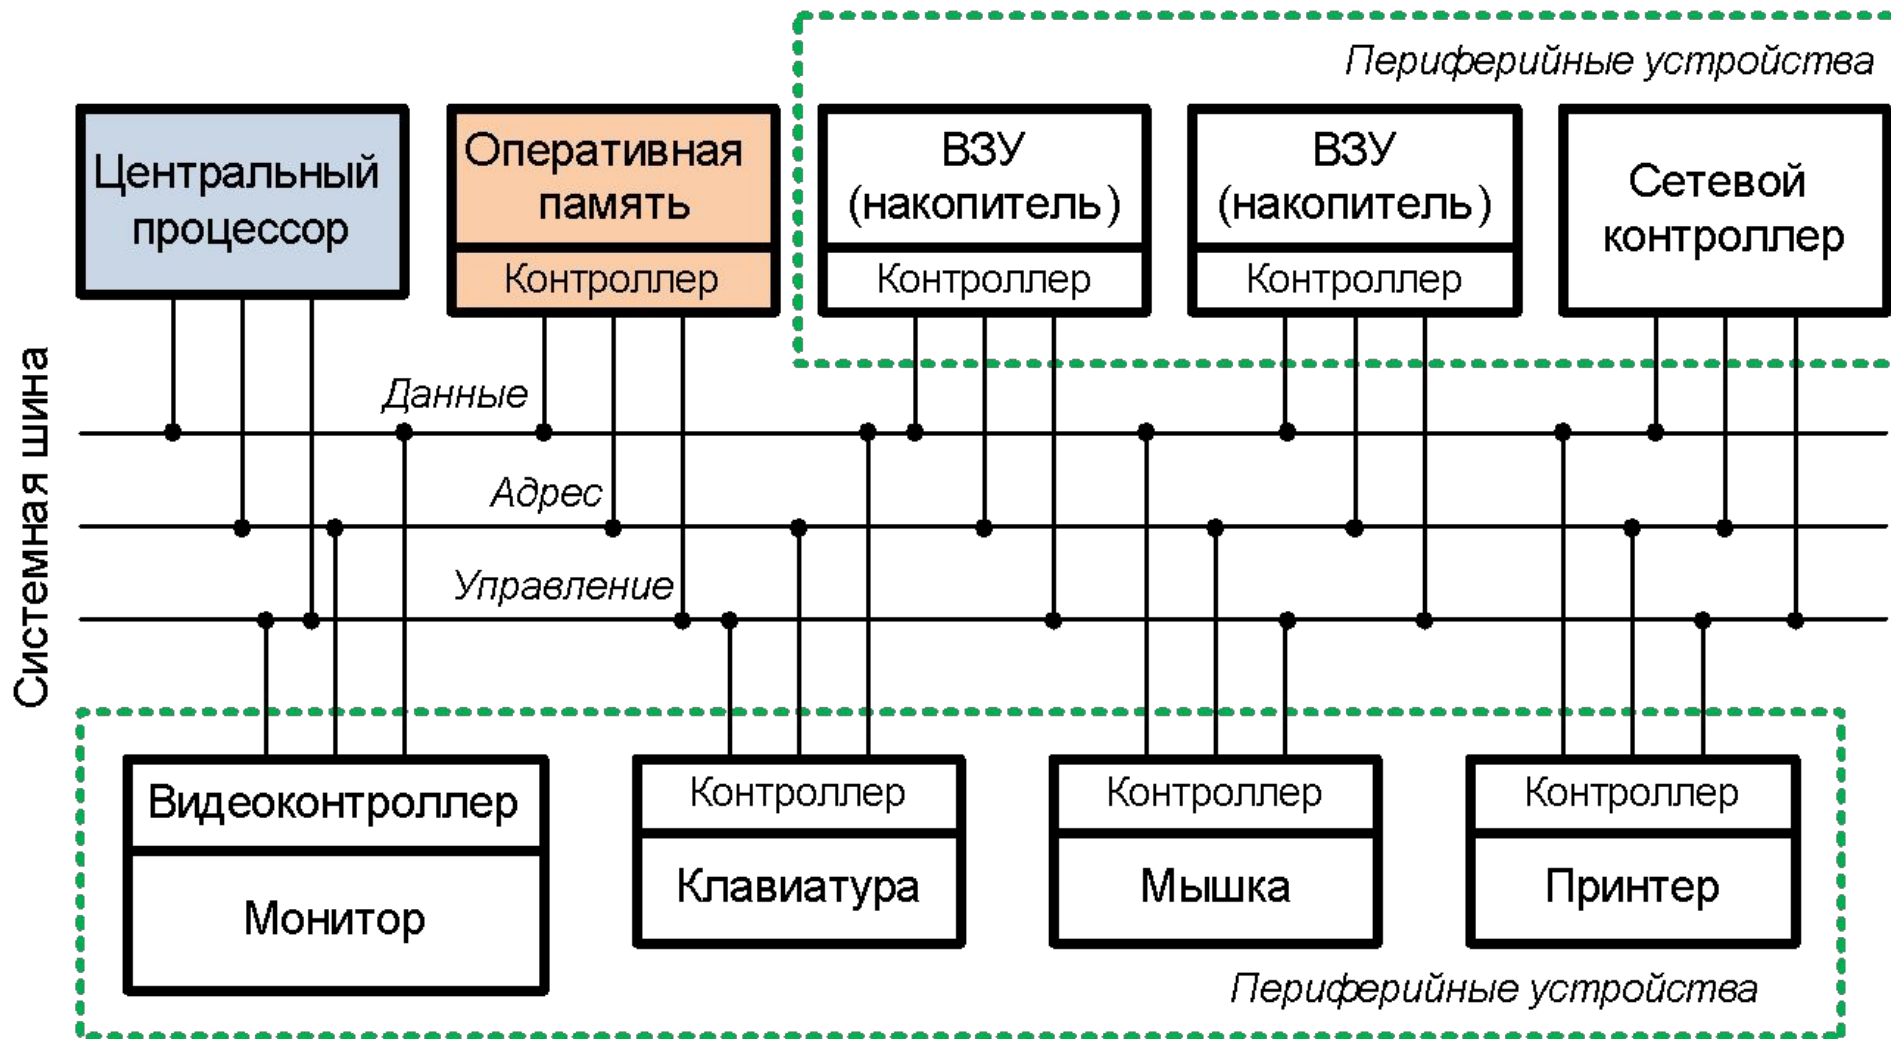 Периферийные устройства
Центральный
процессор
Оперативная
память
Контроллер
ВЗУ
(накопитель)
Контроллер
ВЗУ
(накопитель)
Контроллер
Сетевой
контроллер
Системная шина
Данные
Адрес
Управление
Видеоконтроллер
Монитор
Контроллер
Клавиатура
Контроллер
Мышка
Контроллер
Принтер
Периферийные устройства